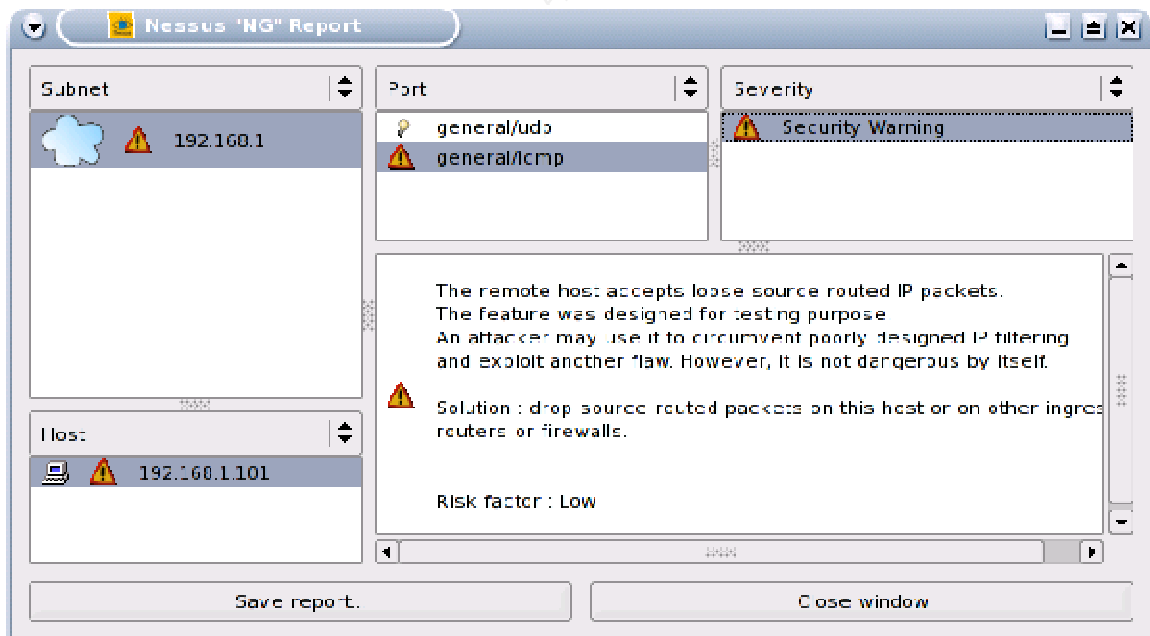 Nessus "NG" Report
Subnet
192.168.1
Port
general/udp
general/icmp
Severity
Security Warning
Host
192.168.1.101
The remote host accepts loose source routed IP packets.
The feature was designed for testing purpose
An attacker may use it to circumvent poorly designed IP filtering
and exploit another flaw. However, it is not dangerous by itself.
Solution : drop source routed packets on this host or on other ingres
routers or firewalls.
Risk factor : Low
Save report.
Close window